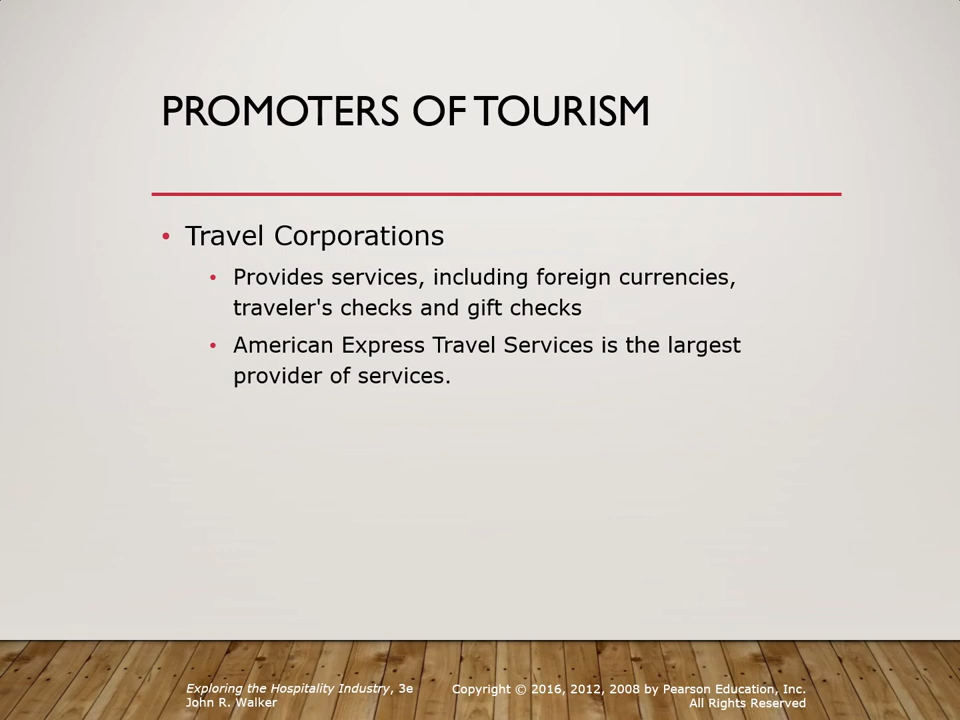 PROMOTERS OF TOURISM
• Travel Corporations
• Provides services, including foreign currencies,
traveler's checks and gift checks
• American Express Travel Services is the largest
provider of services.
Exploring the Hospitality Industry, 3e
John R. Walker
Copyright © 2016, 2012, 2008 by Pearson Education, Inc.
All Rights Reserved